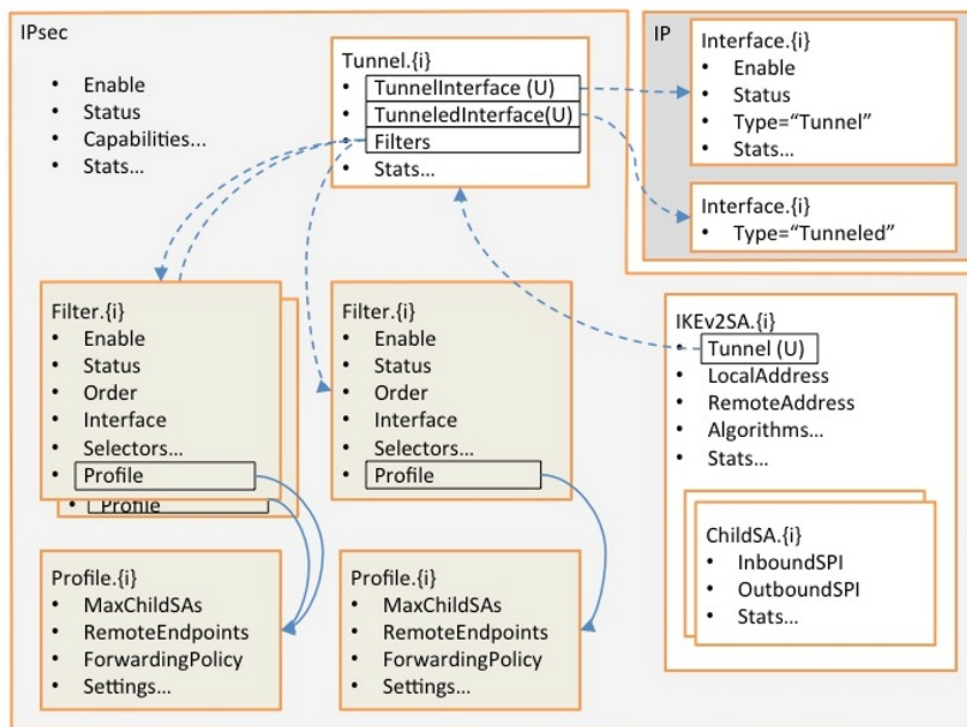 IPsec
• Enable
• Status
• Capabilities...
• Stats...
Tunnel.{i}
• TunnelInterface (U)
• TunneledInterface(U)
• Filters
• Stats...
IP
Interface.{i}
• Enable
• Status
• Type=“Tunnel”
• Stats...
Interface.{i}
• Type=“Tunneled”
Filter.{i}
• Enable
• Status
• Order
• Interface
• Selectors...
• Profile
• Profile
Filter.{i}
• Enable
• Status
• Order
• Interface
• Selectors...
• Profile
IKEv2SA.{i}
• Tunnel (U)
• LocalAddress
• RemoteAddress
• Algorithms...
• Stats...
ChildSA.{i}
• InboundSPI
• OutboundSPI
• Stats...
Profile.{i}
• MaxChildSAs
• RemoteEndpoints
• ForwardingPolicy
• Settings...
Profile.{i}
• MaxChildSAs
• RemoteEndpoints
• ForwardingPolicy
• Settings...